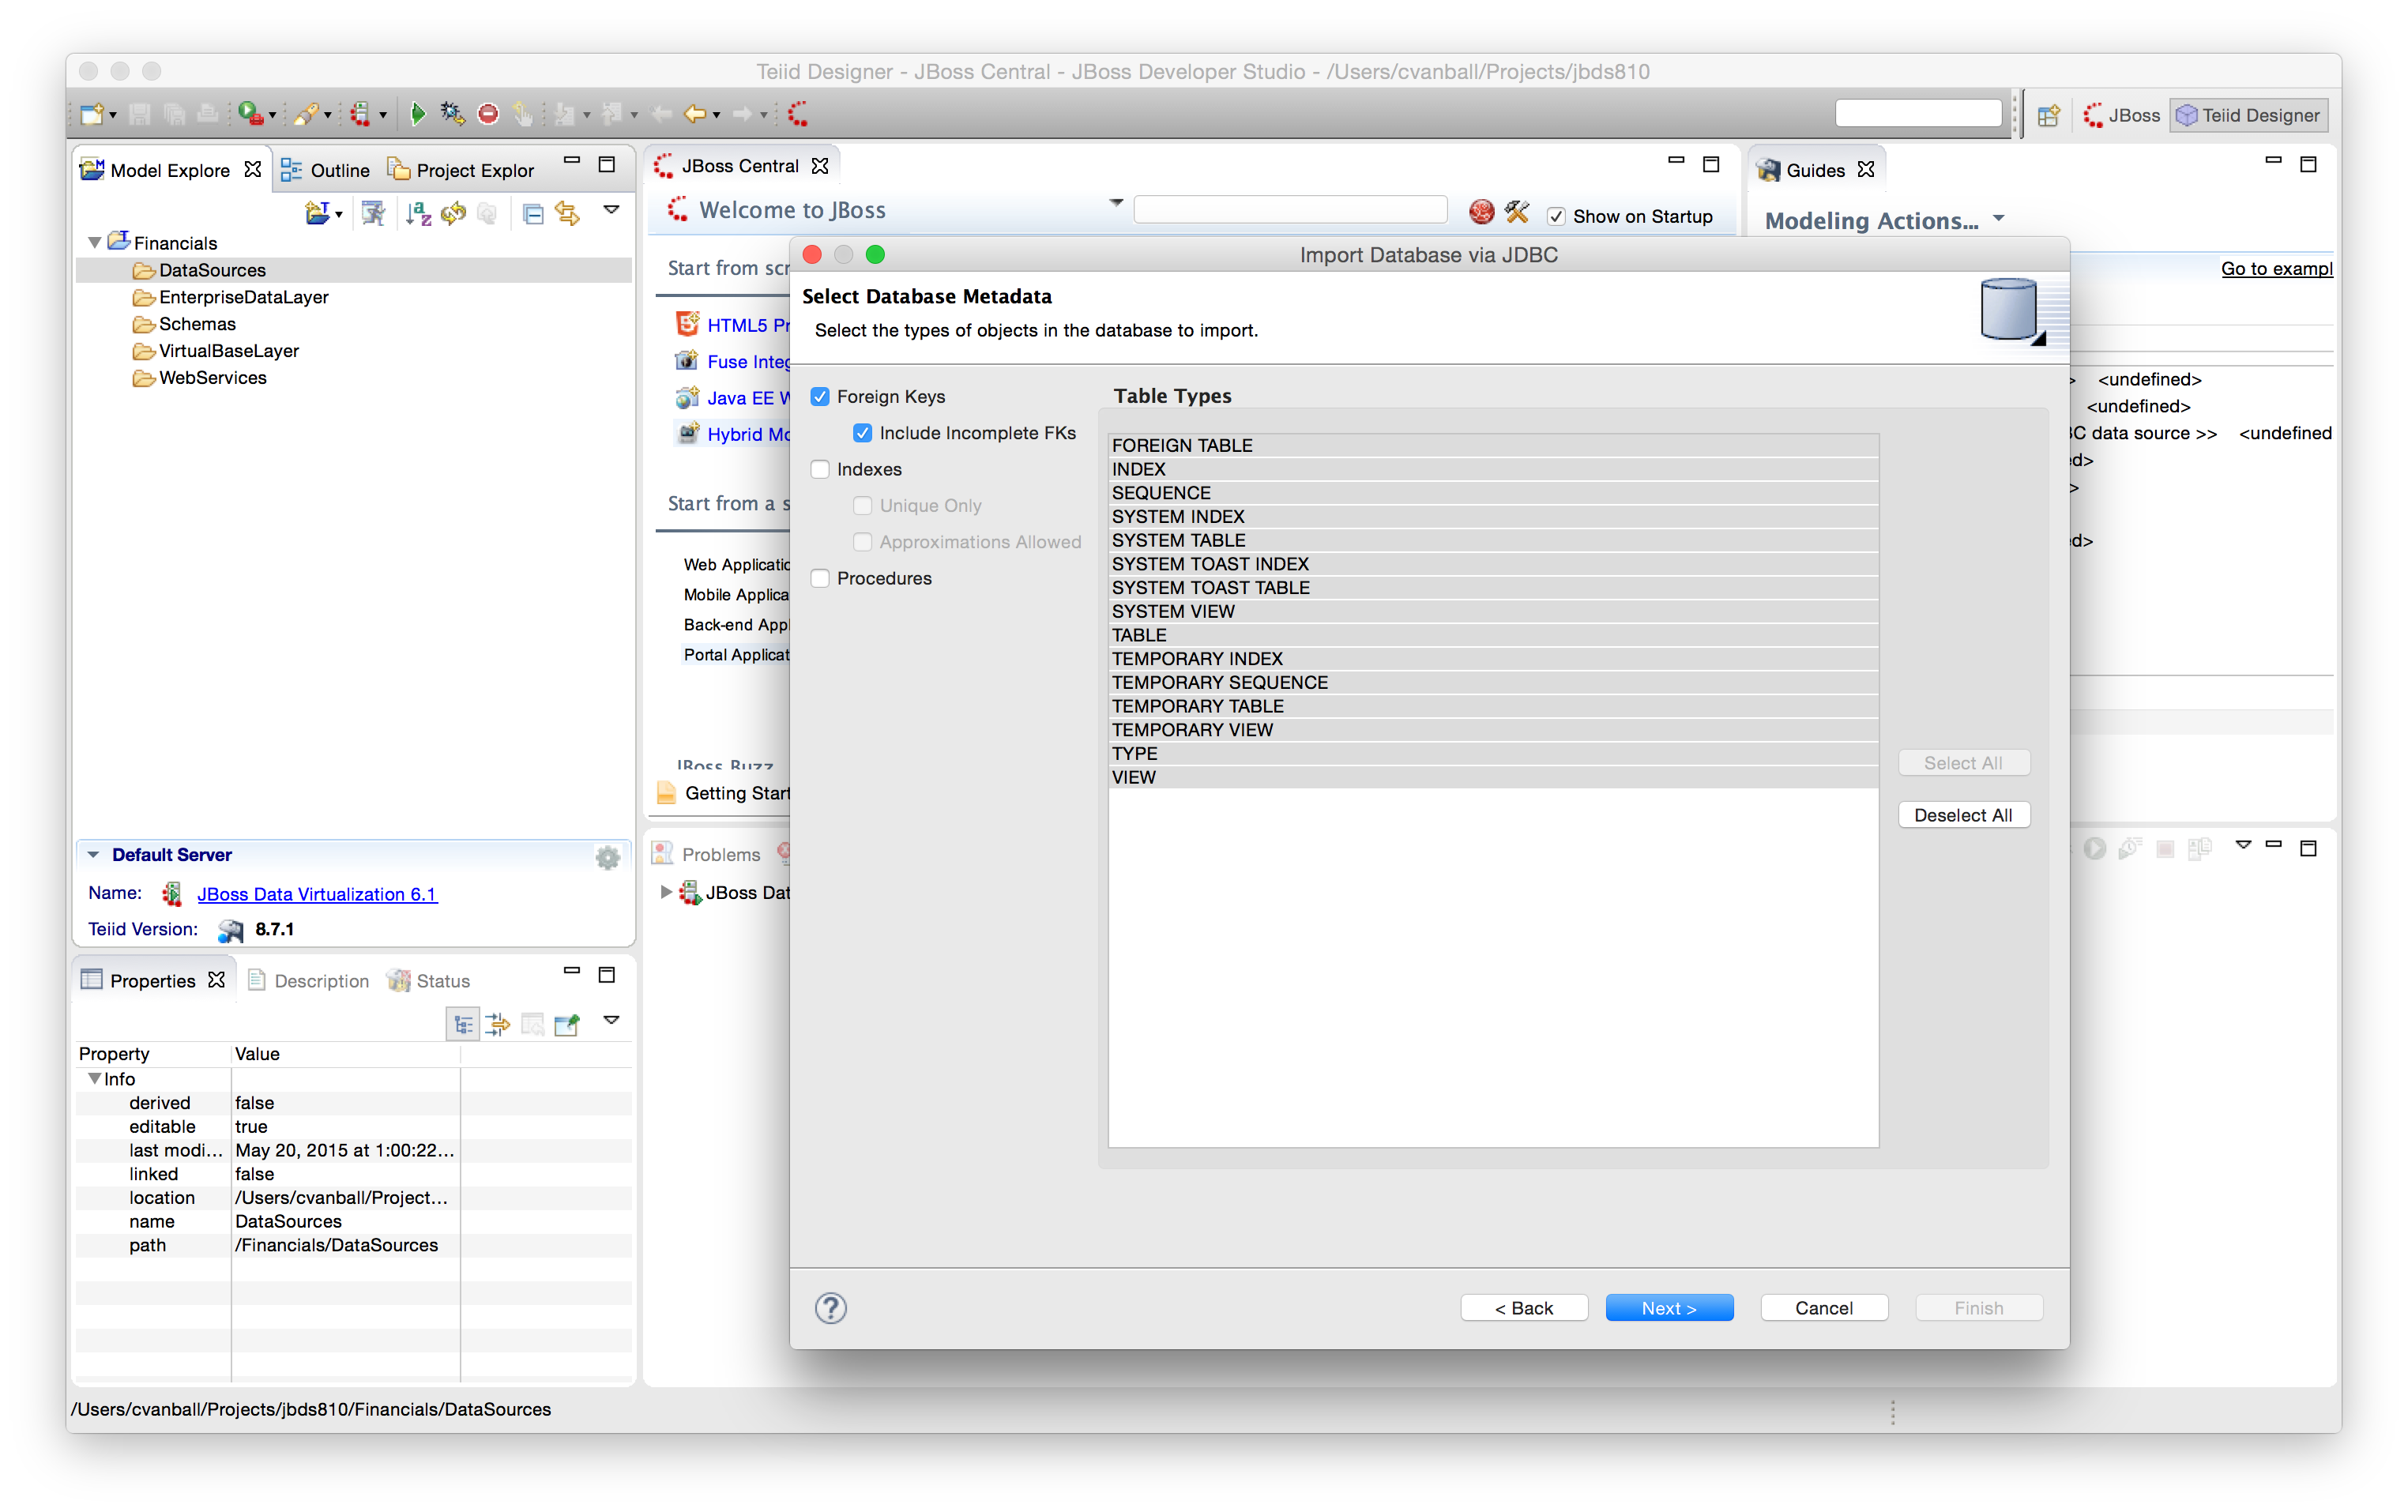 Teiid Designer - JBoss Central - JBoss Developer Studio - /Users/cvanball/Projects/jbds810
JBoss
Teiid Designer
Model Explore
Outline
Project Explor
Financials
DataSources
EnterpriseDataLayer
Schemas
VirtualBaseLayer
WebServices
Default Server
Name:
JBoss Data Virtualization 6.1
Teiid Version:
8.7.1
Properties
Description
Status
Property Value
Info
derived false
editable true
last modi... May 20, 2015 at 1:00:22...
linked false
location /Users/cvanball/Project...
name DataSources
path /Financials/DataSources
/Users/cvanball/Projects/jbds810/Financials/DataSources
JBoss Central
Welcome to JBoss
Show on Startup
Start from scr
HTML5 Pr
Fuse Integ
Java EE W
Hybrid Mo
Start from a s
Web Applicatio
Mobile Applica
Back-end Appl
Portal Applicat
JBoss Buzz
Getting Start
Problems
JBoss Dat
Guides
Modeling Actions...
Go to exampl
<undefined>
<undefined>
BC data source >> <undefined
ed>
>
ed>
Import Database via JDBC
Select Database Metadata
Select the types of objects in the database to import.
Foreign Keys
Include Incomplete FKs
Indexes
Unique Only
Approximations Allowed
Procedures
Table Types
FOREIGN TABLE
INDEX
SEQUENCE
SYSTEM INDEX
SYSTEM TABLE
SYSTEM TOAST INDEX
SYSTEM TOAST TABLE
SYSTEM VIEW
TABLE
TEMPORARY INDEX
TEMPORARY SEQUENCE
TEMPORARY TABLE
TEMPORARY VIEW
TYPE
VIEW
Select All
Deselect All
< Back
Next >
Cancel
Finish